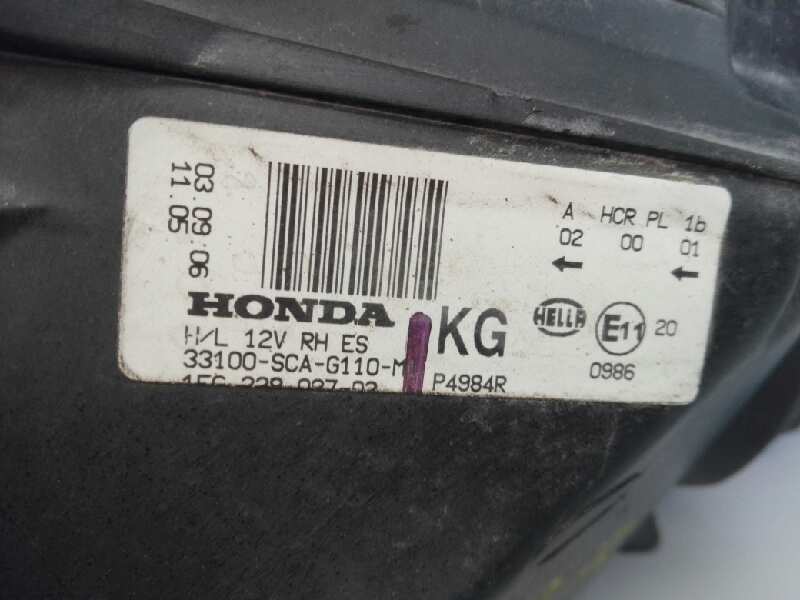 03.09.06
11.05
A HCR PL 1b
02 00 01
HONDA
KG
HELLA
E11
20
0986
H/L 12V RH ES
33100-SCA-G110-M
P4984R